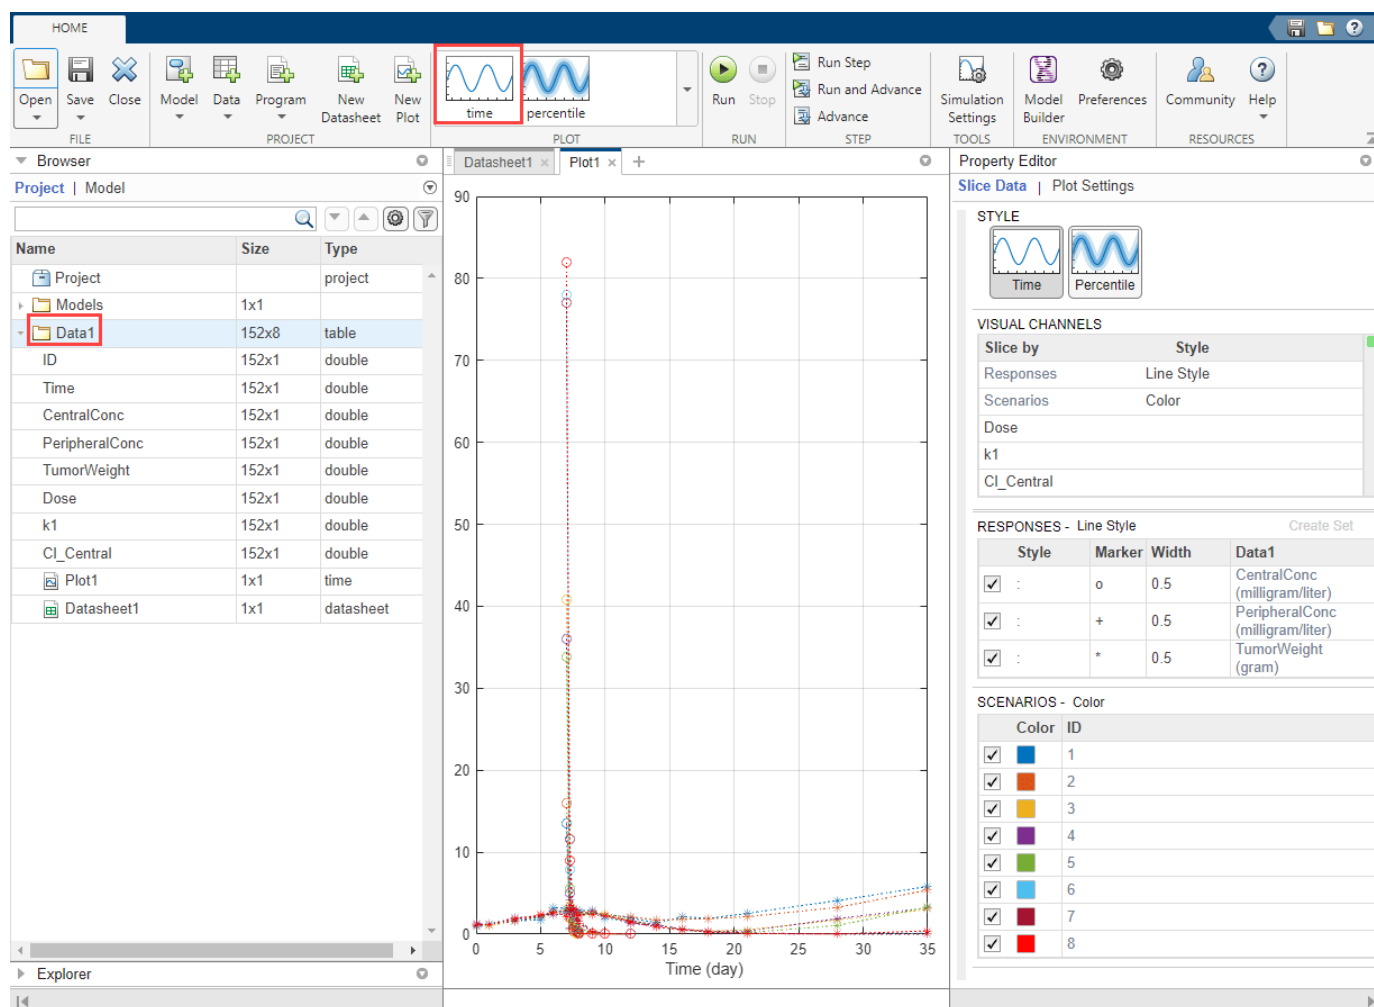 HOME
Open
Save
Close
Model
Data
Program
New
Datasheet
New
Plot
time
percentile
Run
Stop
Run Step
Run and Advance
Advance
Simulation
Settings
Model
Builder
Preferences
Community
Help
FILE
PROJECT
PLOT
RUN
STEP
TOOLS
ENVIRONMENT
RESOURCES
Browser
Project | Model
Name Size Type
Project project
Models 1x1
Data1 152x8 table
ID 152x1 double
Time 152x1 double
CentralConc 152x1 double
PeripheralConc 152x1 double
TumorWeight 152x1 double
Dose 152x1 double
k1 152x1 double
Cl_Central 152x1 double
Plot1 1x1 time
Datasheet1 1x1 datasheet
Explorer
Datasheet1 × Plot1 × +
90
80
70
60
50
40
30
20
10
0
0 5 10 15 20 25 30 35
Time (day)
Property Editor
Slice Data | Plot Settings
STYLE
Time
Percentile
VISUAL CHANNELS
Slice by Style
Responses Line Style
Scenarios Color
Dose
k1
Cl_Central
RESPONSES - Line Style Create Set
Style Marker Width Data1
: o 0.5 CentralConc
(milligram/liter)
: + 0.5 PeripheralConc
(milligram/liter)
: * 0.5 TumorWeight
(gram)
SCENARIOS - Color
Color ID
1
2
3
4
5
6
7
8